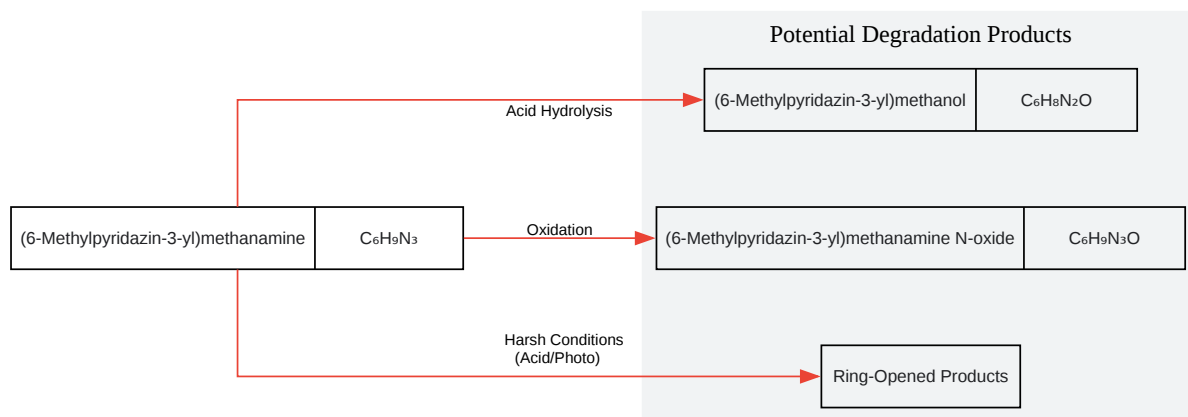 Potential Degradation Products
(6-Methylpyridazin-3-yl)methanol
C₆H₈N₂O
Acid Hydrolysis
(6-Methylpyridazin-3-yl)methanamine
C₆H₉N₃
Oxidation
(6-Methylpyridazin-3-yl)methanamine N-oxide
C₆H₉N₃O
Harsh Conditions
(Acid/Photo)
Ring-Opened Products